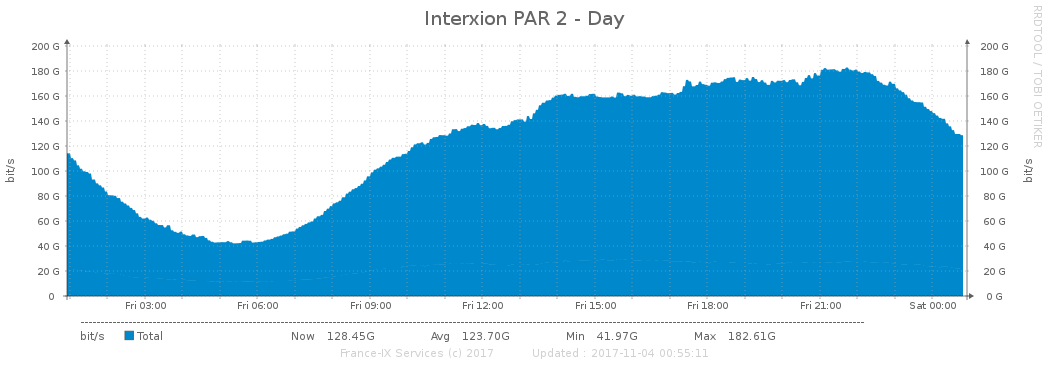 Interxion PAR 2 - Day
RRDTOOL / TOBI OETIKER
bit/s
200 G 200 G
180 G 180 G
160 G 160 G
140 G 140 G
120 G 120 G
100 G 100 G
80 G 80 G
60 G 60 G
40 G 40 G
20 G 20 G
0 0 G
bit/s
Fri 03:00 Fri 06:00 Fri 09:00 Fri 12:00 Fri 15:00 Fri 18:00 Fri 21:00 Sat 00:00
bit/s Total Now 128.45G Avg 123.70G Min 41.97G Max 182.61G
France-IX Services (c) 2017 Updated : 2017-11-04 00:55:11